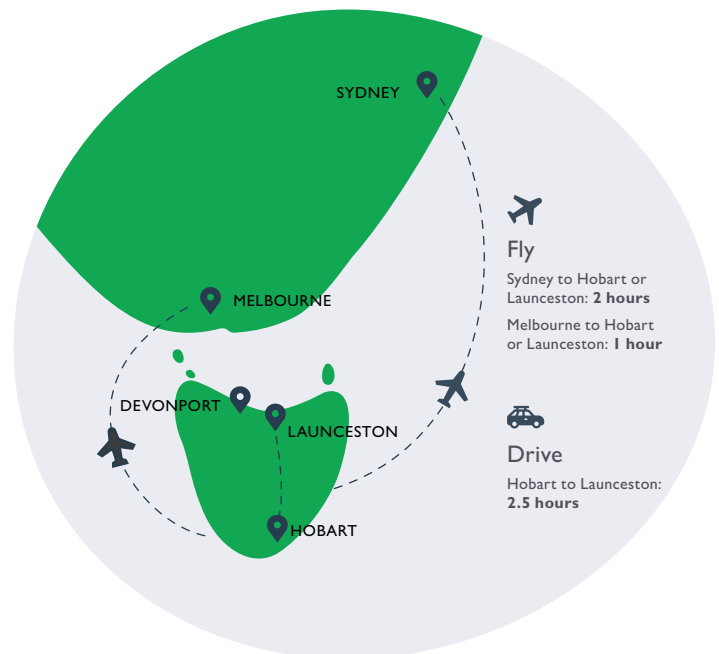 SYDNEY
Fly
Sydney to Hobart or
Launceston: 2 hours
Melbourne to Hobart
or Launceston: 1 hour
MELBOURNE
DEVONPORT
LAUNCESTON
HOBART
Drive
Hobart to Launceston:
2.5 hours